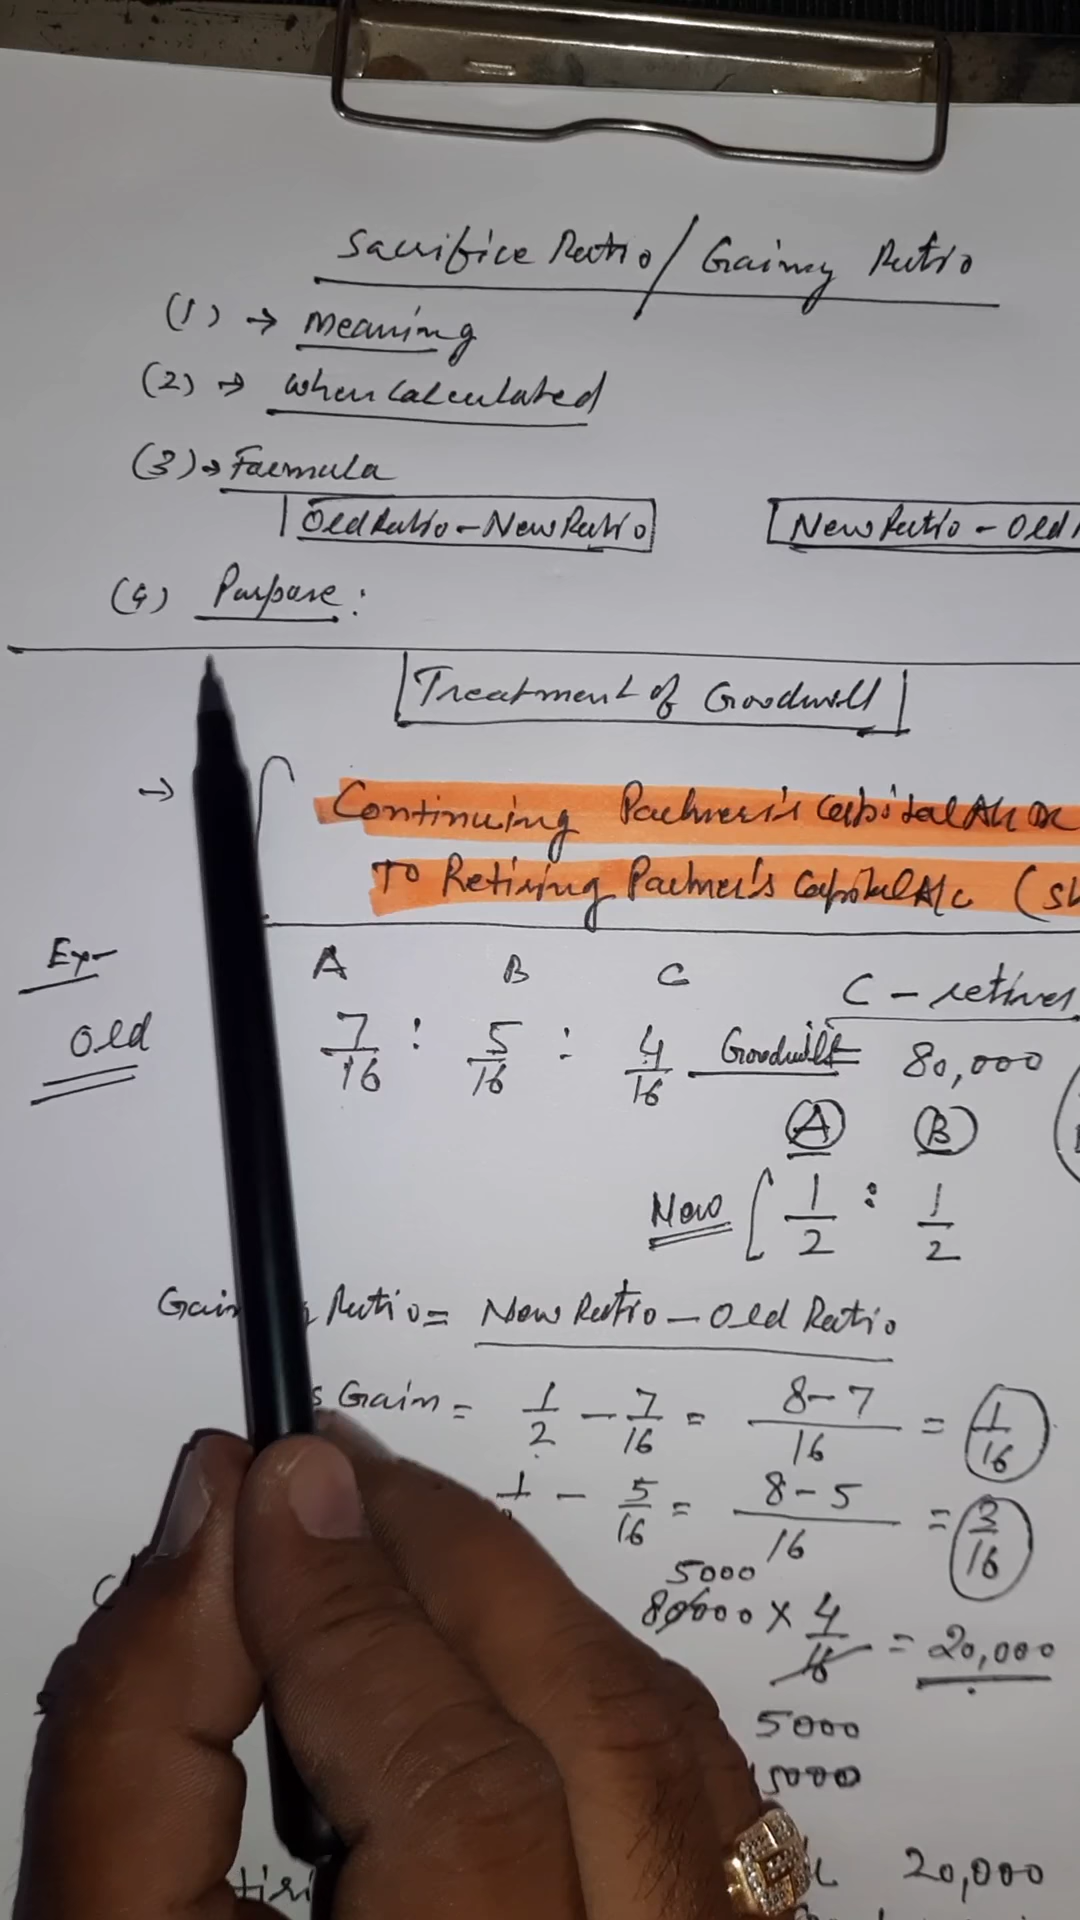 Sacrifice Ratio / Gaining Ratio
(1) → Meaning
(2) → When Calculated
(3) → Formula
Old Ratio - New Ratio New Ratio - Old
(4) Purpose:
Treatment of Goodwill
→ Continuing Partner's Capital A/c Dr
To Retiring Partner's Capital A/c (
Ex- A B C C - retires
Old 7/16 : 5/16 : 4/16 Goodwill = 80,000
A B
New [ 1/2 : 1/2
Ratio = New Ratio - Old Ratio
Gain = 1/2 - 7/16 = 8-7/16 = 1/16
- 5/16 = 8-5/16 = 3/16
5000
80000 × 4/16 = 20,000
5000
15000
20,000